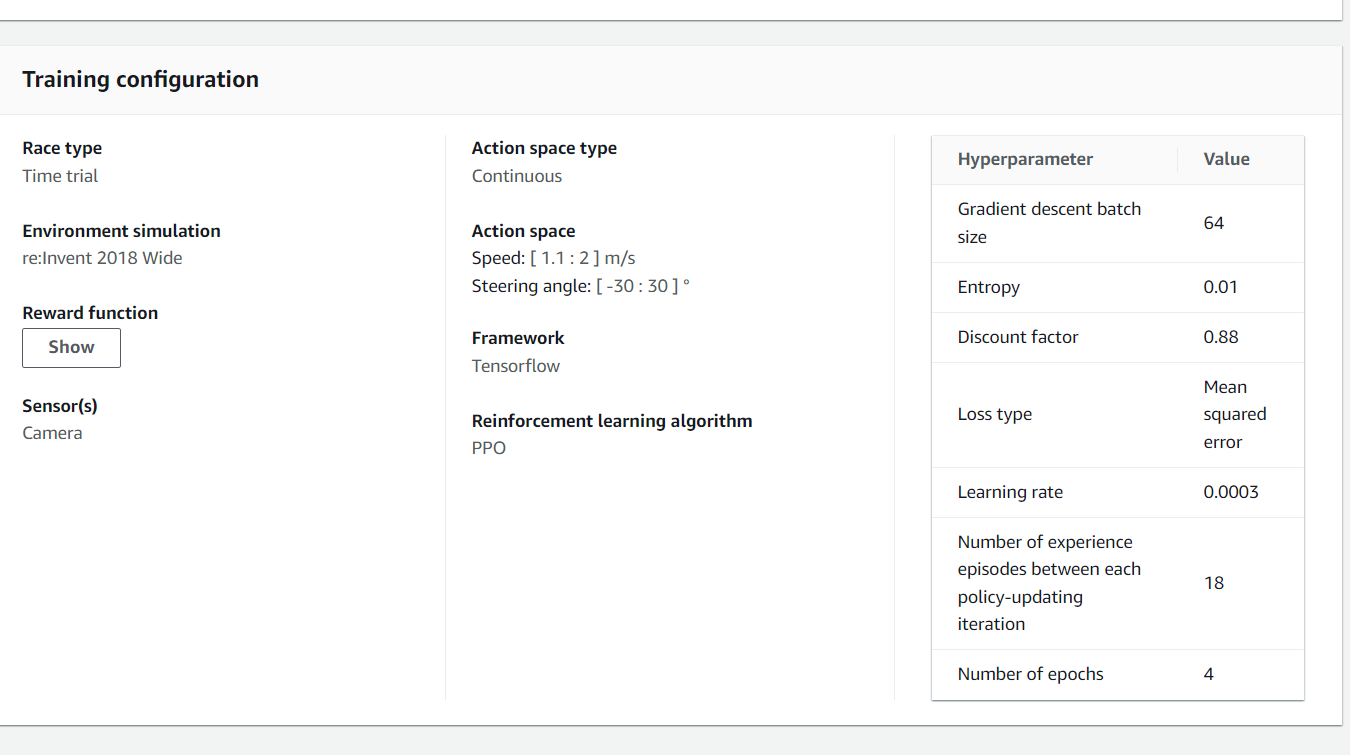 Training configuration
Race type
Time trial
Environment simulation
re:Invent 2018 Wide
Reward function
Show
Sensor(s)
Camera
Action space type
Continuous
Action space
Speed: [ 1.1 : 2 ] m/s
Steering angle: [ -30 : 30 ] °
Framework
Tensorflow
Reinforcement learning algorithm
PPO
Hyperparameter Value
Gradient descent batch
size
64
Entropy 0.01
Discount factor 0.88
Loss type
Mean
squared
error
Learning rate 0.0003
Number of experience
episodes between each
policy-updating
iteration
18
Number of epochs 4